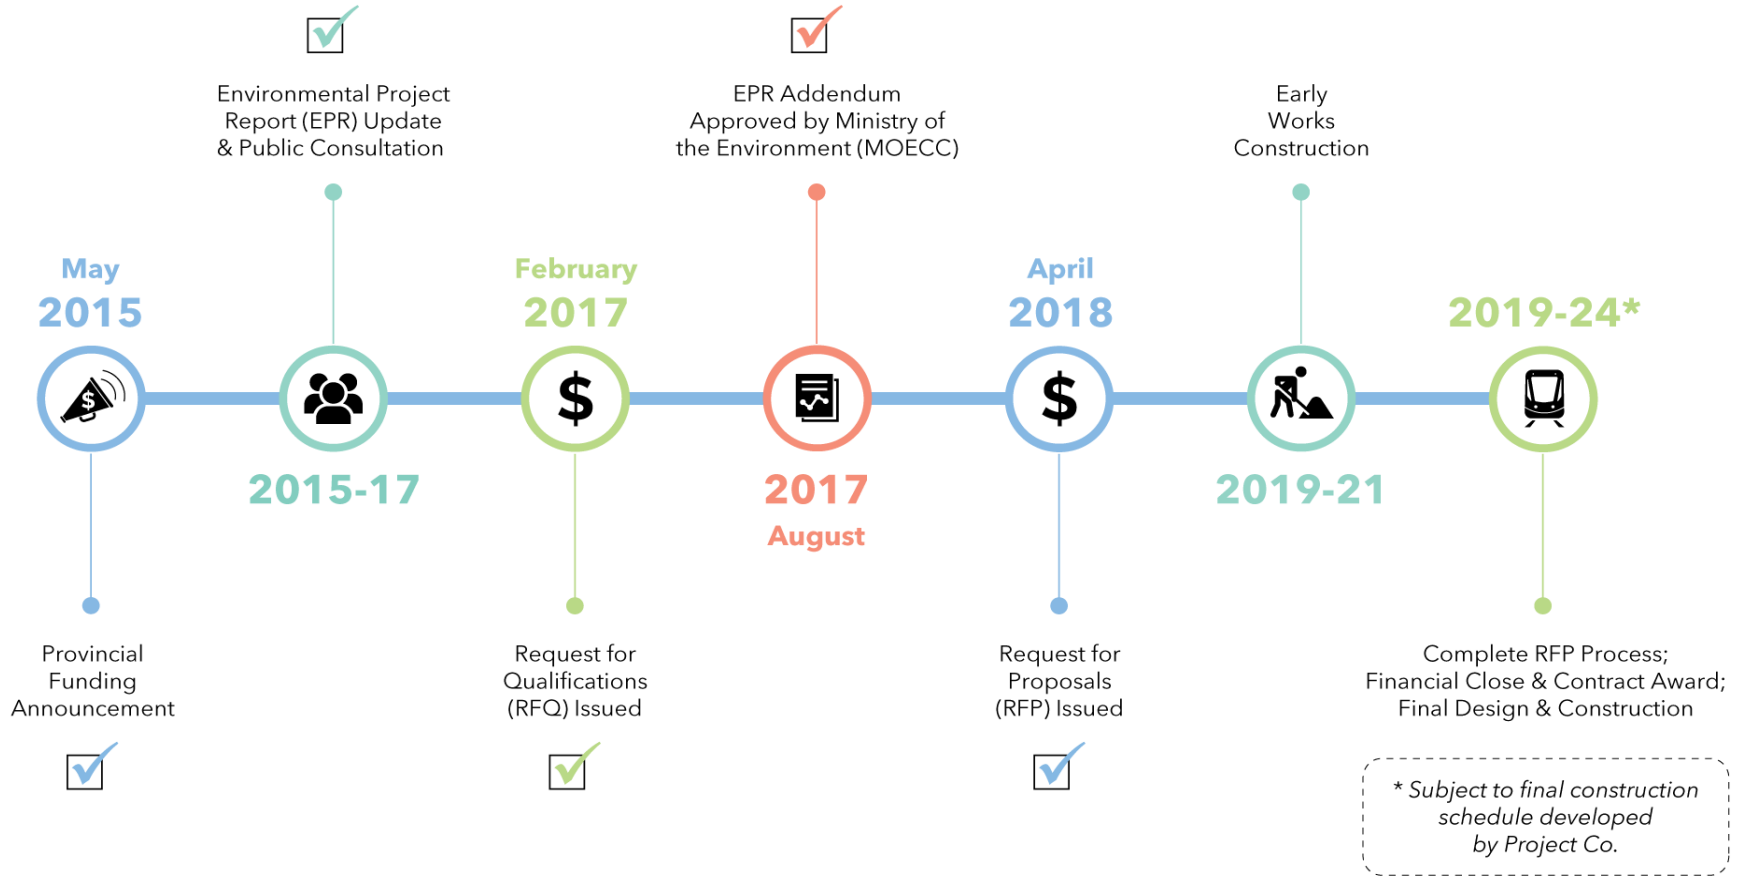 Environmental Project
Report (EPR) Update
& Public Consultation
EPR Addendum
Approved by Ministry of
the Environment (MOECC)
Early
Works
Construction
May
2015
February
2017
April
2018
2019-24*
$
$
$
2015-17
2017
August
2019-21
Provincial
Funding
Announcement
Request for
Qualifications
(RFQ) Issued
Request for
Proposals
(RFP) Issued
Complete RFP Process;
Financial Close & Contract Award;
Final Design & Construction
* Subject to final construction
schedule developed
by Project Co.